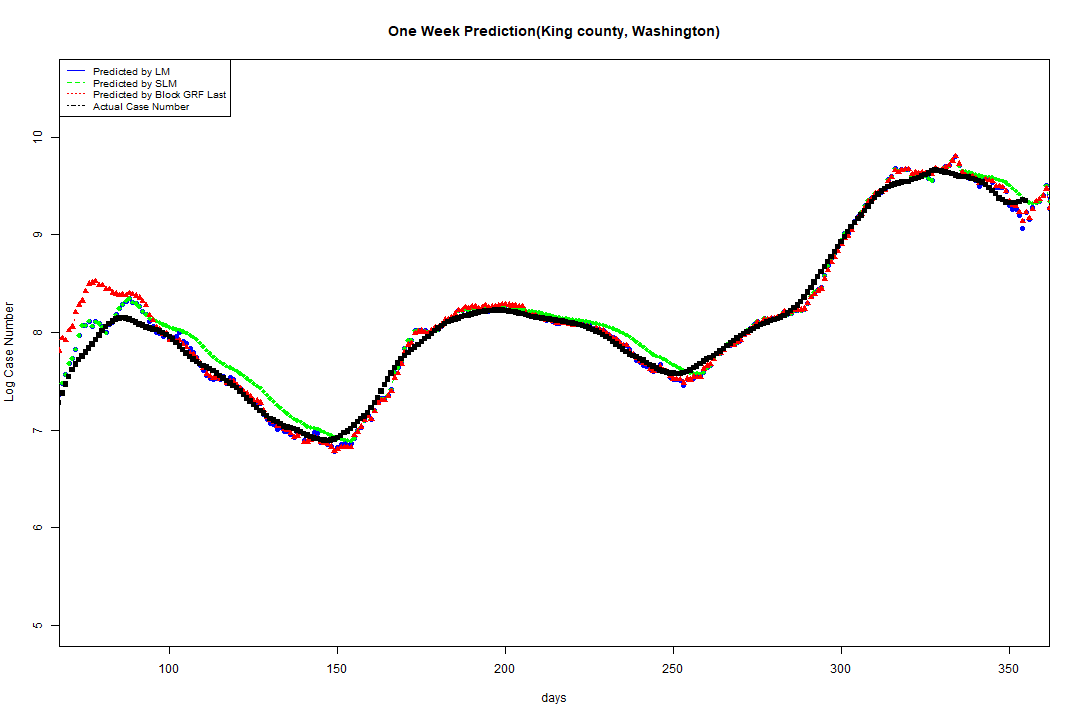 One Week Prediction(King county, Washington)
Predicted by LM
Predicted by SLM
Predicted by Block GRF Last
Actual Case Number
Log Case Number
10
9
8
7
6
5
100 150 200 250 300 350
days